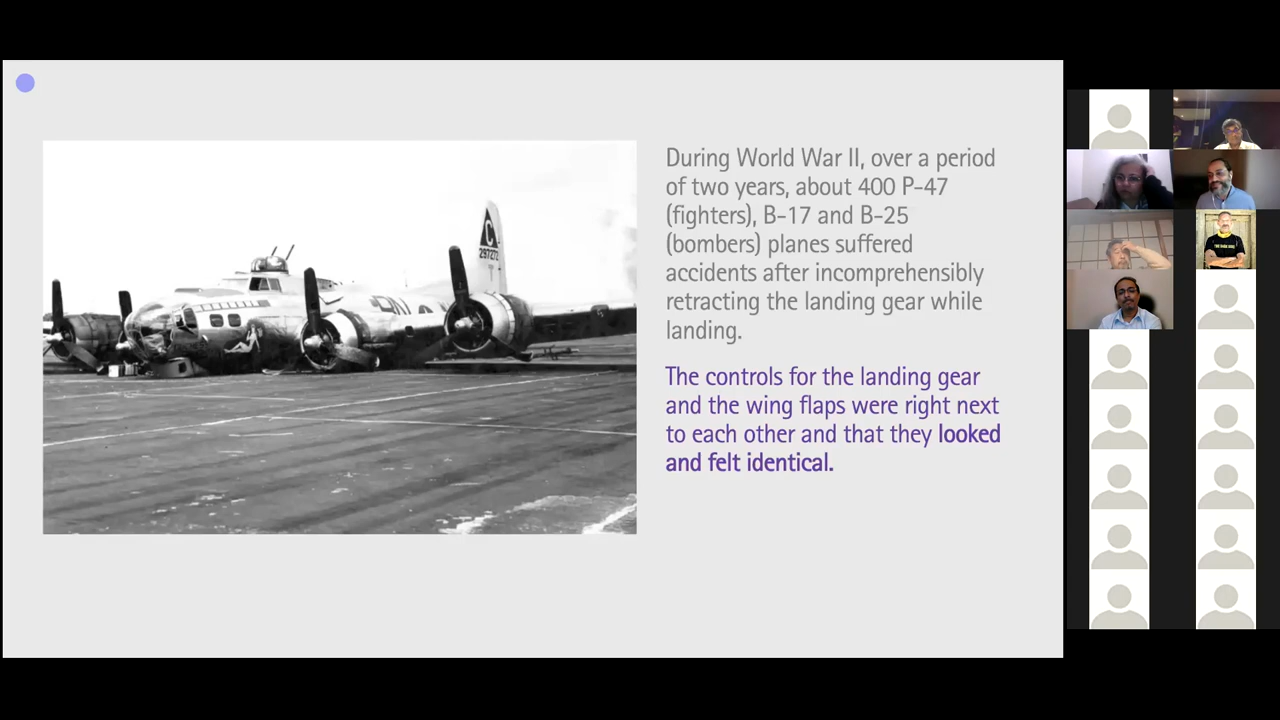 During World War II, over a period
of two years, about 400 P-47
(fighters), B-17 and B-25
(bombers) planes suffered
accidents after incomprehensibly
retracting the landing gear while
landing.
The controls for the landing gear
and the wing flaps were right next
to each other and that they looked
and felt identical.
C
297272